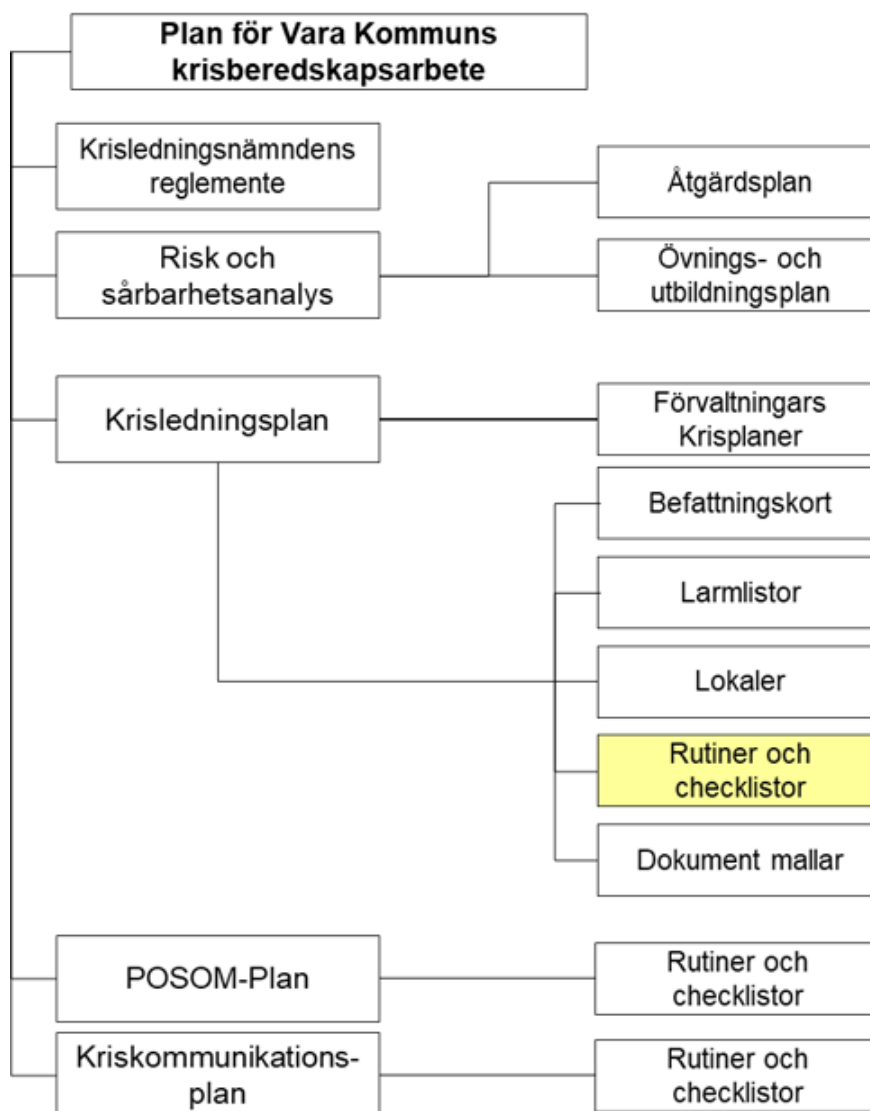 Plan för Vara Kommuns
krisberedskapsarbete
Krisledningsnämndens
reglemente
Åtgärdsplan
Risk och
sårbarhetsanalys
Övnings- och
utbildningsplan
Krisledningsplan
Förvaltningars
Krisplaner
Befattningskort
Larmlistor
Lokaler
Rutiner och
checklistor
Dokument mallar
POSOM-Plan
Rutiner och
checklistor
Kriskommunikations-
plan
Rutiner och
checklistor